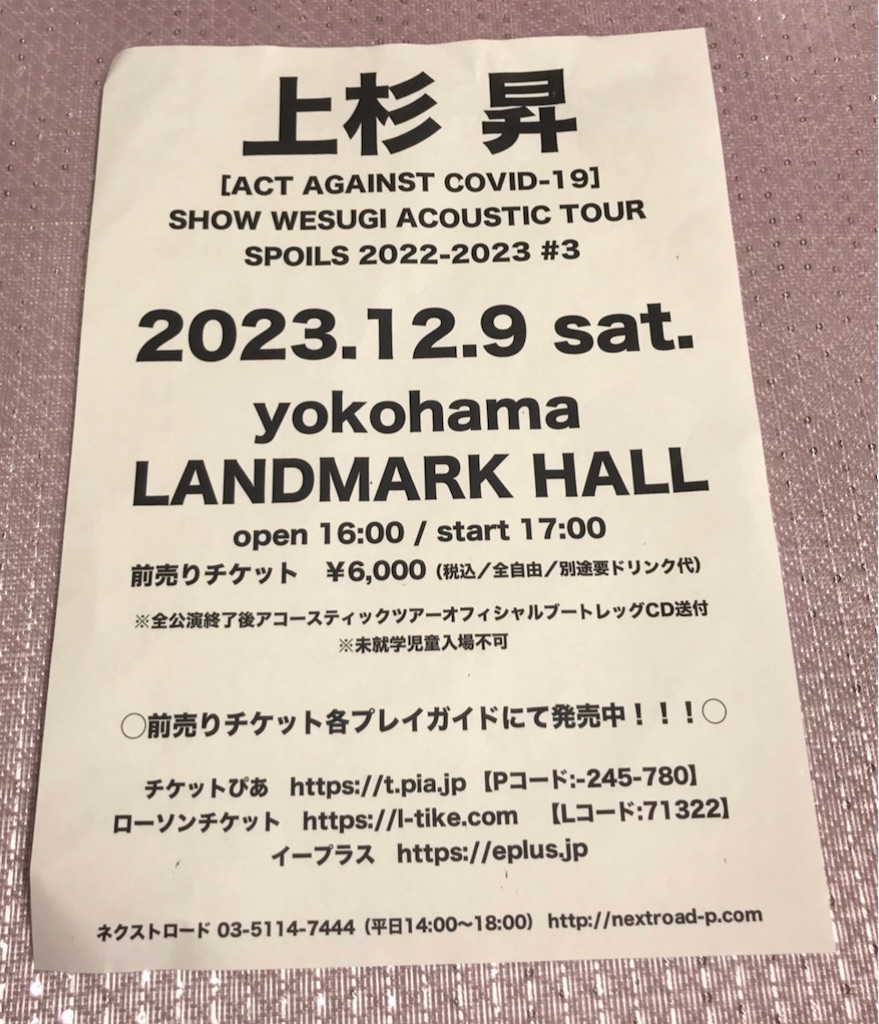 上杉 昇
[ACT AGAINST COVID-19]
SHOW WESUGI ACOUSTIC TOUR
SPOILS 2022-2023 #3
2023.12.9 sat.
yokohama
LANDMARK HALL
open 16:00 / start 17:00
前売りチケット ￥6,000（税込／全自由／別途要ドリンク代）
※全公演終了後アコースティックツアーオフィシャルブートレッグCD送付
※未就学児童入場不可
○前売りチケット各プレイガイドにて発売中！！！○
チケットぴあ https://t.pia.jp 【Pコード:-245-780】
ローソンチケット https://l-tike.com 【Lコード:71322】
イープラス https://eplus.jp
ネクストロード 03-5114-7444（平日14:00〜18:00） http://nextroad-p.com